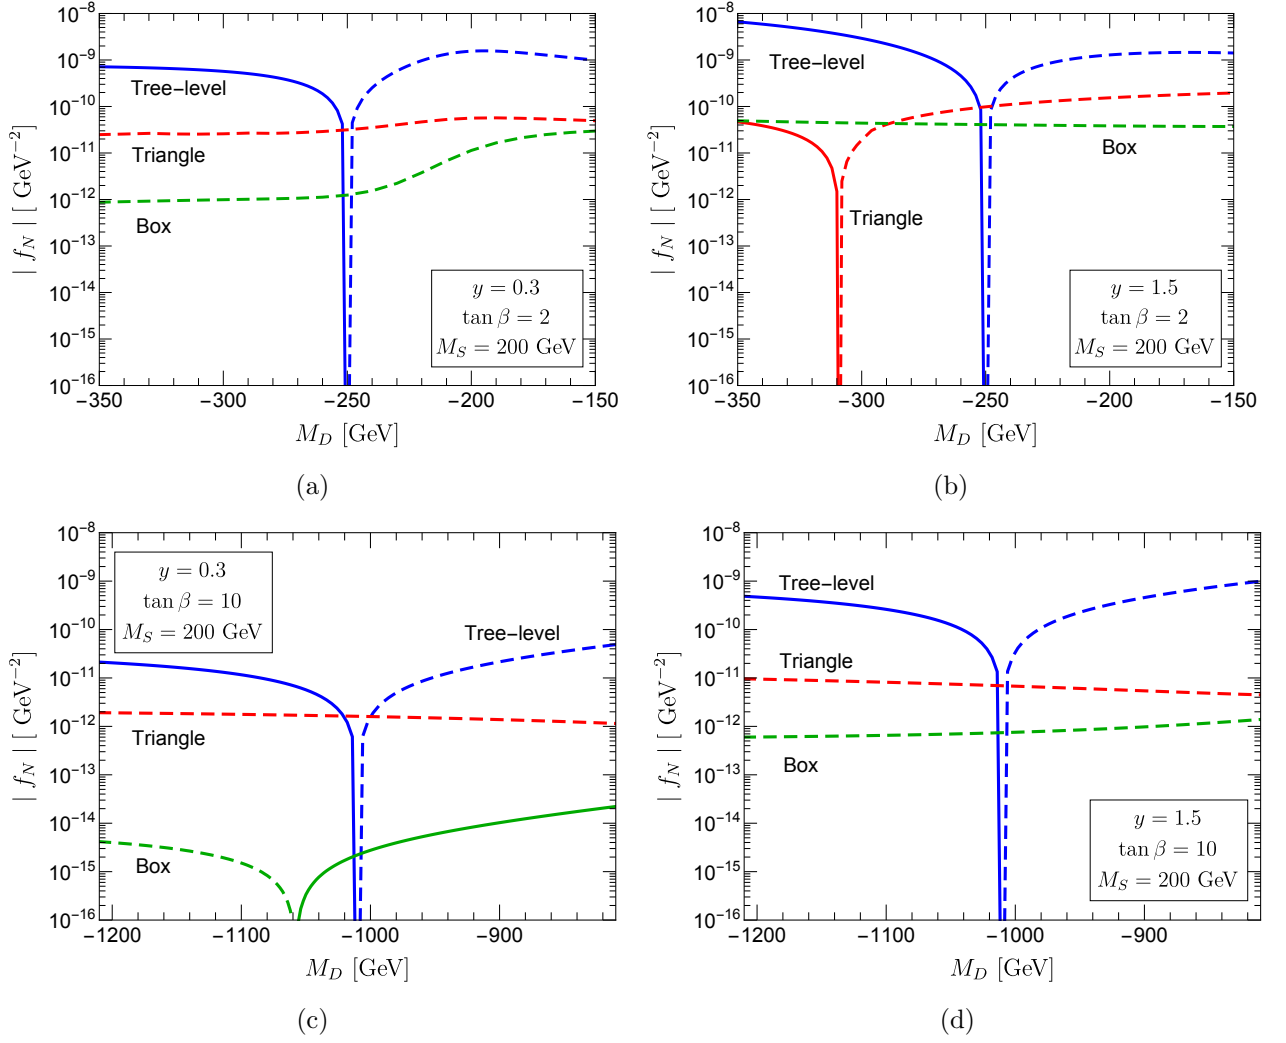 10⁻⁸
10⁻⁹
10⁻¹⁰
10⁻¹¹
10⁻¹²
10⁻¹³
10⁻¹⁴
10⁻¹⁵
10⁻¹⁶
| f_N | [ GeV⁻²]
Tree−level
Triangle
Box
y = 0.3
tan β = 2
M_S = 200 GeV
−350 −300 −250 −200 −150
M_D [GeV]
(a)
10⁻⁸
10⁻⁹
10⁻¹⁰
10⁻¹¹
10⁻¹²
10⁻¹³
10⁻¹⁴
10⁻¹⁵
10⁻¹⁶
| f_N | [ GeV⁻²]
Tree−level
Box
Triangle
y = 1.5
tan β = 2
M_S = 200 GeV
−350 −300 −250 −200 −150
M_D [GeV]
(b)
10⁻⁸
10⁻⁹
10⁻¹⁰
10⁻¹¹
10⁻¹²
10⁻¹³
10⁻¹⁴
10⁻¹⁵
10⁻¹⁶
| f_N | [ GeV⁻²]
y = 0.3
tan β = 10
M_S = 200 GeV
Tree−level
Triangle
Box
−1200 −1100 −1000 −900
M_D [GeV]
(c)
10⁻⁸
10⁻⁹
10⁻¹⁰
10⁻¹¹
10⁻¹²
10⁻¹³
10⁻¹⁴
10⁻¹⁵
10⁻¹⁶
| f_N | [ GeV⁻²]
Tree−level
Triangle
Box
y = 1.5
tan β = 10
M_S = 200 GeV
−1200 −1100 −1000 −900
M_D [GeV]
(d)